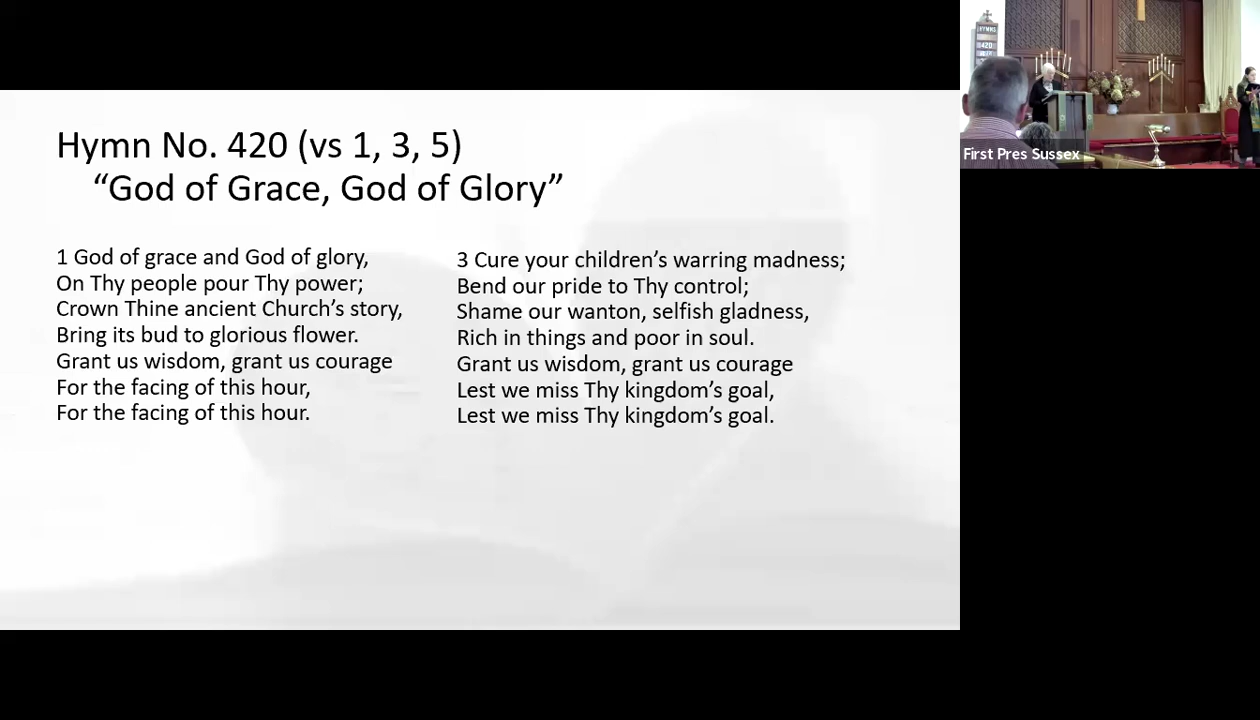 Hymn No. 420 (vs 1, 3, 5)
“God of Grace, God of Glory”
1 God of grace and God of glory,
On Thy people pour Thy power;
Crown Thine ancient Church’s story,
Bring its bud to glorious flower.
Grant us wisdom, grant us courage
For the facing of this hour,
For the facing of this hour.
3 Cure your children’s warring madness;
Bend our pride to Thy control;
Shame our wanton, selfish gladness,
Rich in things and poor in soul.
Grant us wisdom, grant us courage
Lest we miss Thy kingdom’s goal,
Lest we miss Thy kingdom’s goal.
HYMNS
420
First Pres Sussex